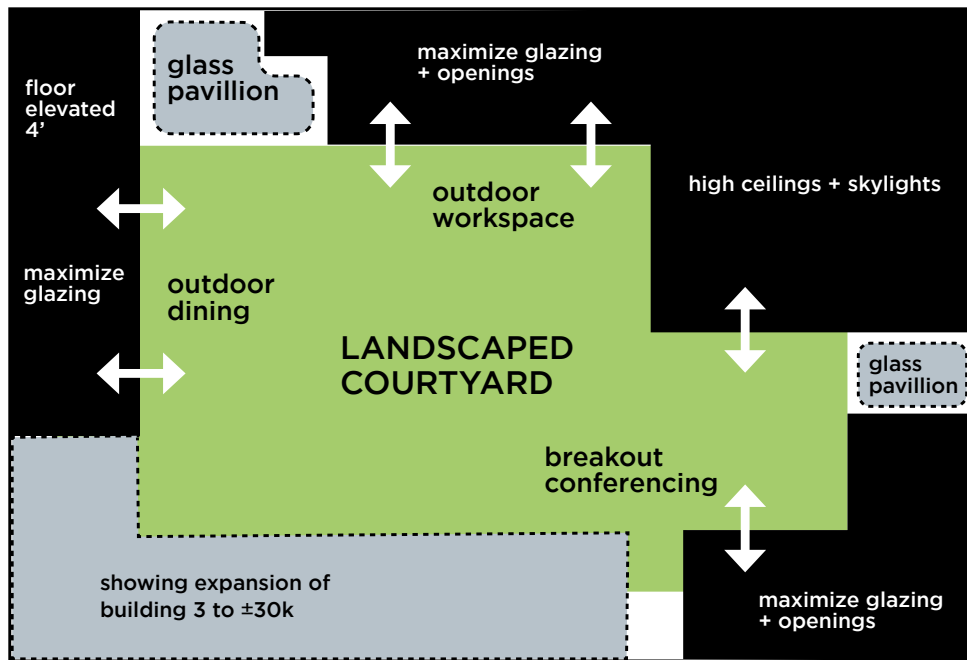 glass
pavillion
maximize glazing
+ openings
floor
elevated
4’
high ceilings + skylights
outdoor
workspace
maximize
glazing
outdoor
dining
LANDSCAPED
COURTYARD
glass
pavillion
breakout
conferencing
showing expansion of
building 3 to ±30k
maximize glazing
+ openings